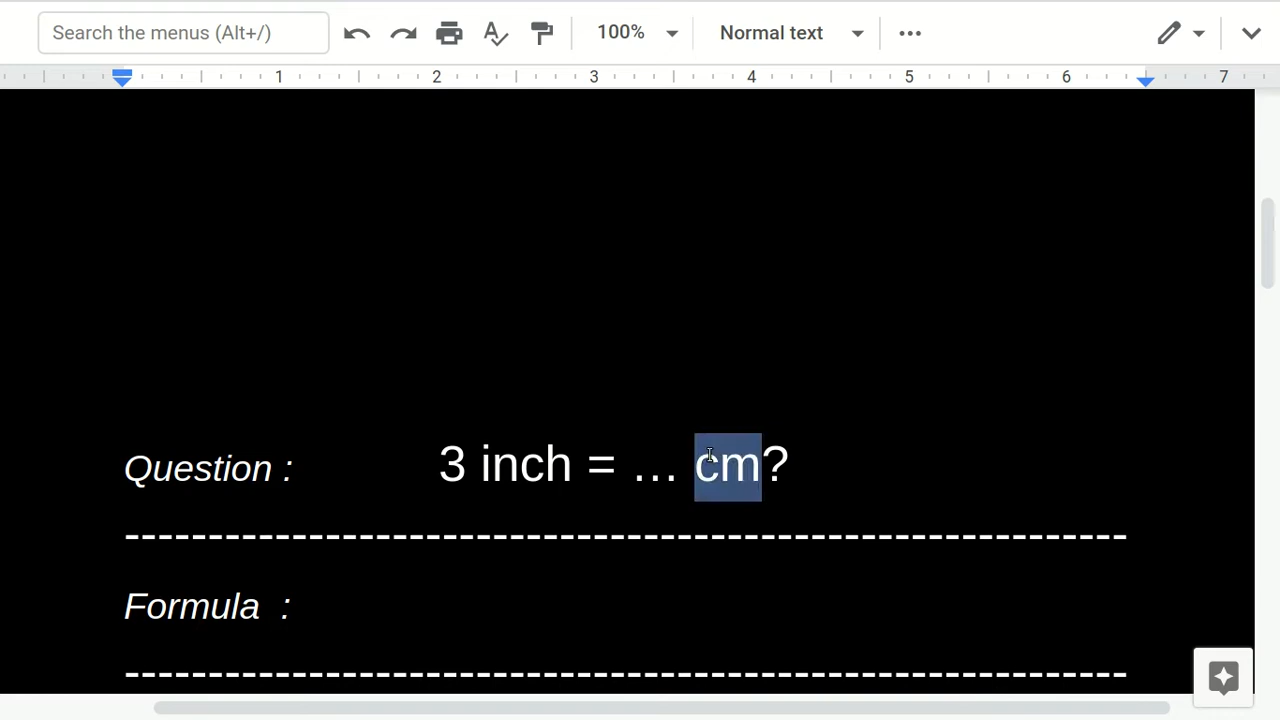 Search the menus (Alt+/) 100% Normal text
1 2 3 4 5 6 7
Question : 3 inch = ... cm?
------------------------------------------------------------
Formula :
------------------------------------------------------------